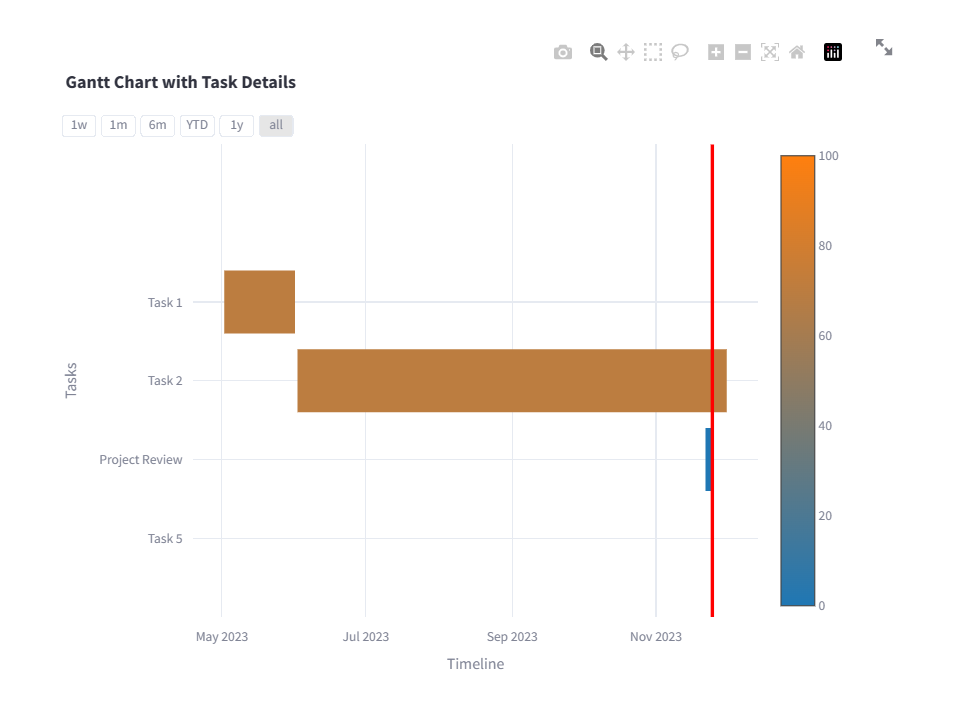 Gantt Chart with Task Details
1w 1m 6m YTD 1y all
100
80
60
40
20
0
Task 1
Task 2
Project Review
Task 5
Tasks
May 2023 Jul 2023 Sep 2023 Nov 2023
Timeline